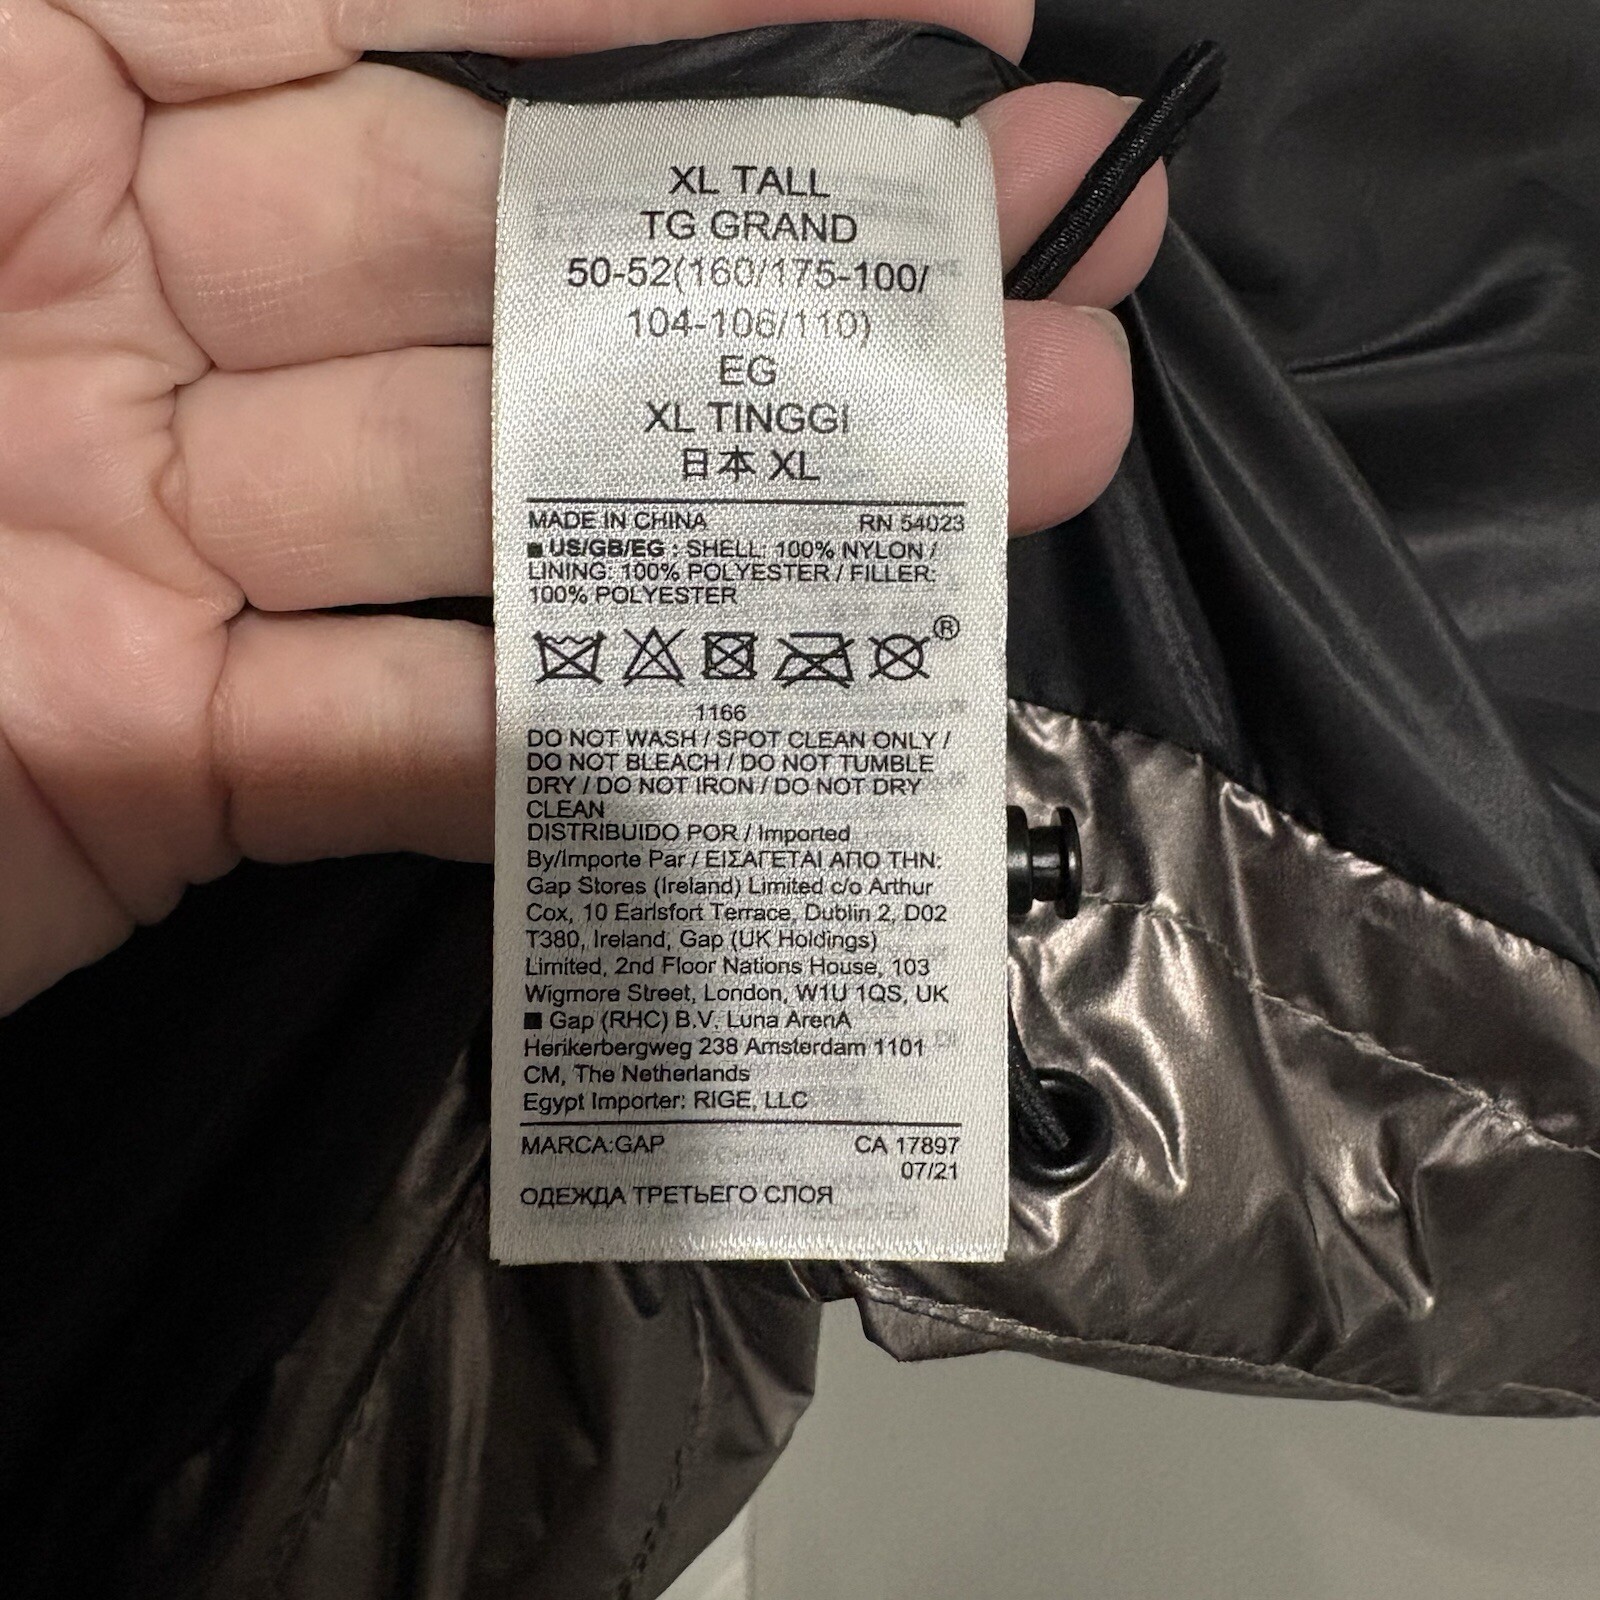 XL TALL
TG GRAND
50-52(160/175-100/
104-106/110)
EG
XL TINGGI
日本 XL
MADE IN CHINA RN 54023
■ US/GB/EG : SHELL: 100% NYLON /
LINING: 100% POLYESTER / FILLER:
100% POLYESTER
®
1166
DO NOT WASH / SPOT CLEAN ONLY /
DO NOT BLEACH / DO NOT TUMBLE
DRY / DO NOT IRON / DO NOT DRY
CLEAN
DISTRIBUIDO POR / Imported
By/Importe Par / ΕΙΣΑΓΕΤΑΙ ΑΠΟ ΤΗΝ:
Gap Stores (Ireland) Limited c/o Arthur
Cox, 10 Earlsfort Terrace, Dublin 2, D02
T380, Ireland, Gap (UK Holdings)
Limited, 2nd Floor Nations House, 103
Wigmore Street, London, W1U 1QS, UK
■ Gap (RHC) B.V. Luna ArenA
Herikerbergweg 238 Amsterdam 1101
CM, The Netherlands
Egypt Importer: RIGE, LLC
MARCA:GAP CA 17897
07/21
ОДЕЖДА ТРЕТЬЕГО СЛОЯ